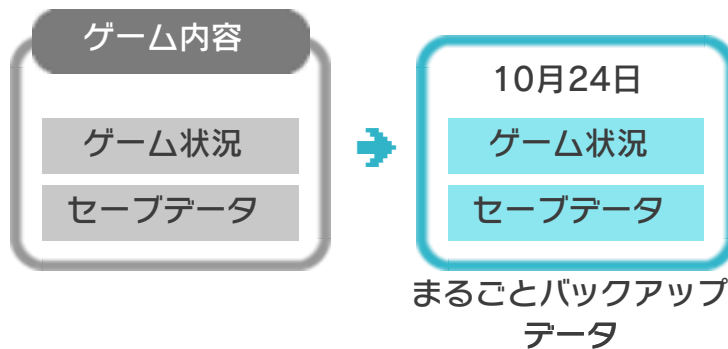 ゲーム内容
ゲーム状況
セーブデータ
10月24日
ゲーム状況
セーブデータ
まるごとバックアップ
データ